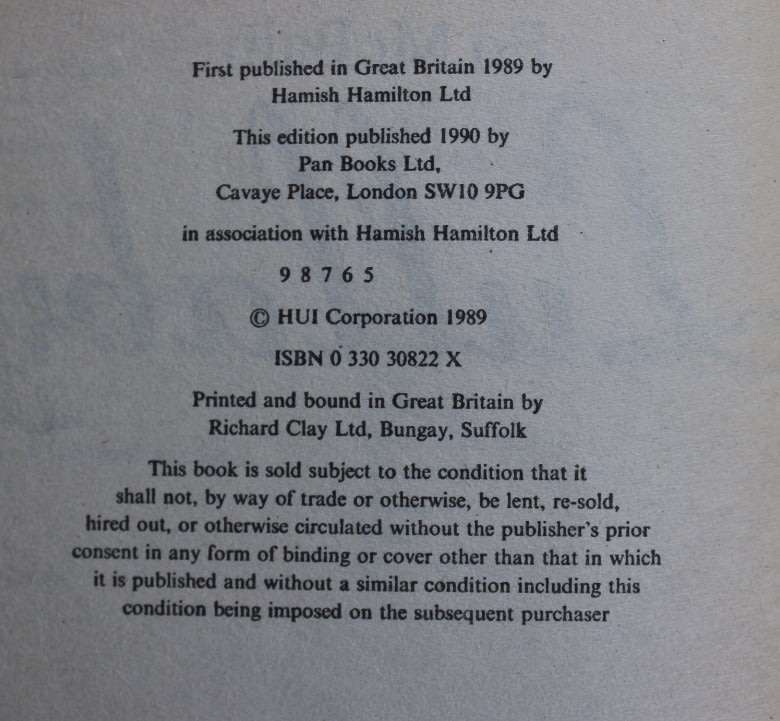 First published in Great Britain 1989 by
Hamish Hamilton Ltd
This edition published 1990 by
Pan Books Ltd,
Cavaye Place, London SW10 9PG
in association with Hamish Hamilton Ltd
9 8 7 6 5
© HUI Corporation 1989
ISBN 0 330 30822 X
Printed and bound in Great Britain by
Richard Clay Ltd, Bungay, Suffolk
This book is sold subject to the condition that it
shall not, by way of trade or otherwise, be lent, re-sold,
hired out, or otherwise circulated without the publisher's prior
consent in any form of binding or cover other than that in which
it is published and without a similar condition including this
condition being imposed on the subsequent purchaser